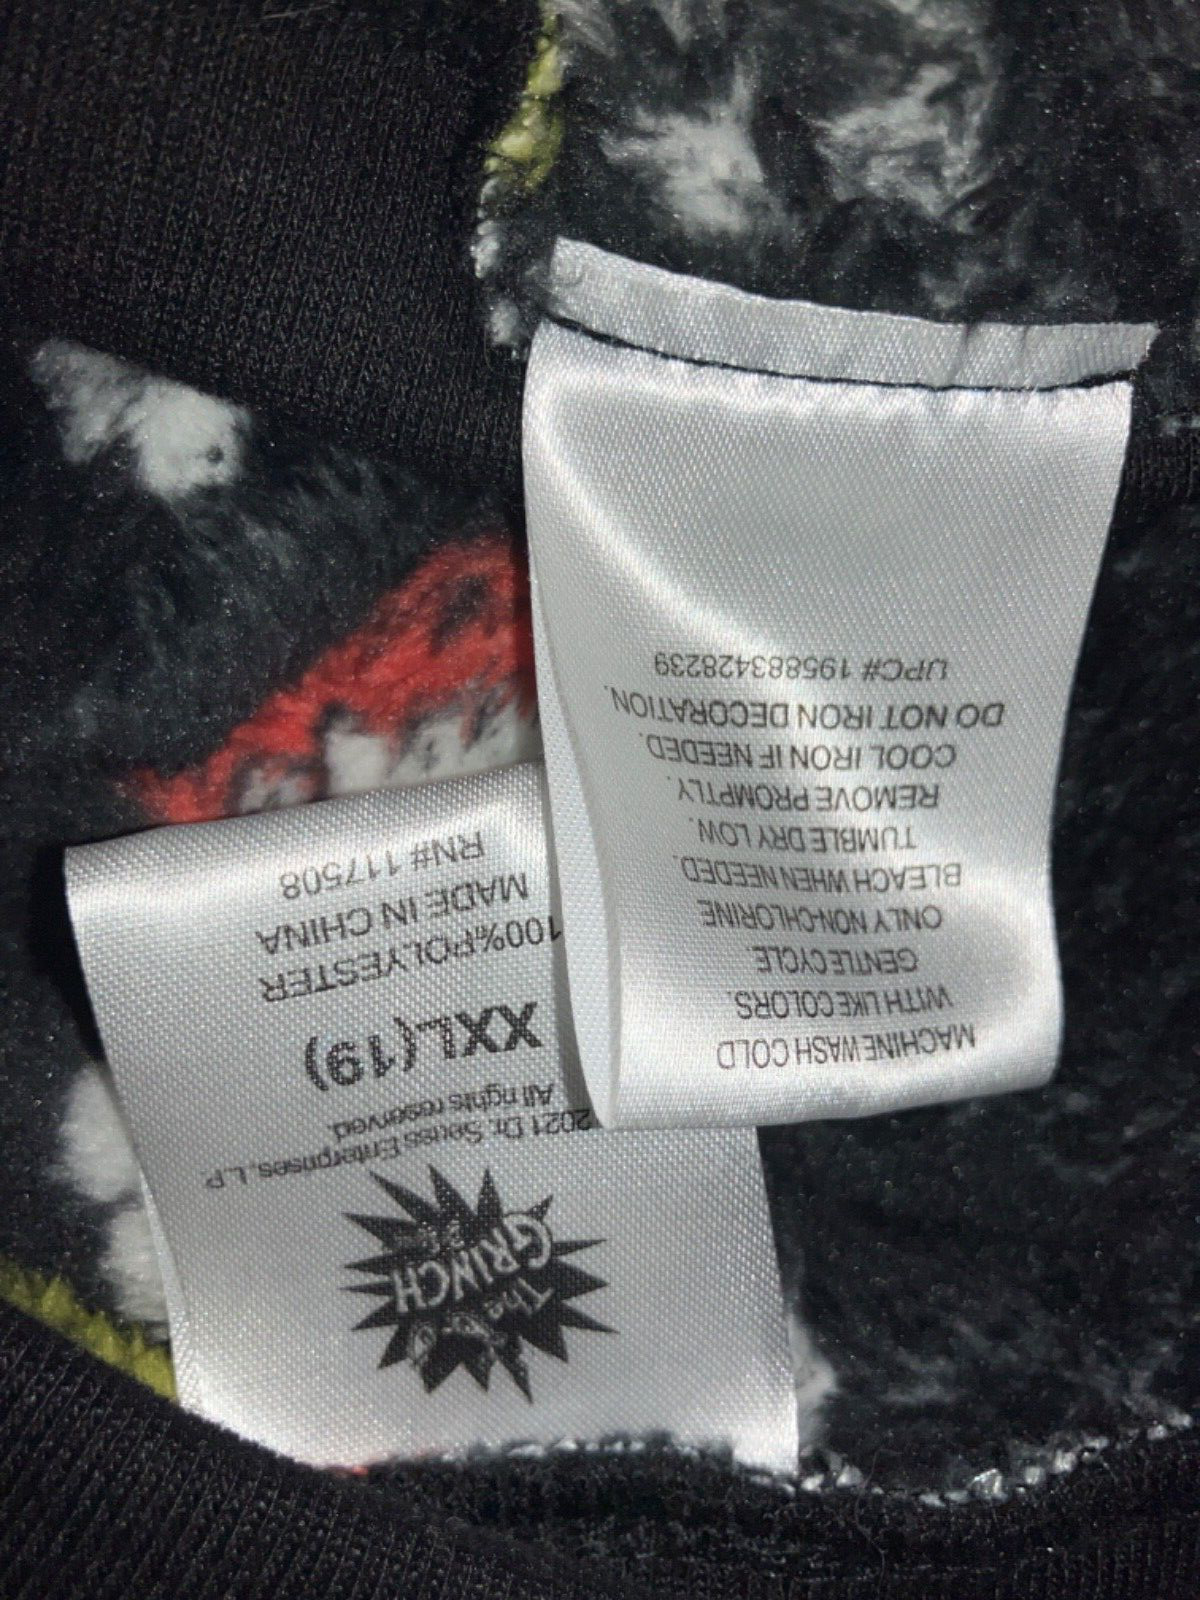 The
GRINCH
2021 Dr. Seuss Enterprises, L.P.
All rights reserved.
XXL(19)
100%POLYESTER
MADE IN CHINA
RN# 117508
MACHINE WASH COLD
WITH LIKE COLORS.
GENTLE CYCLE.
ONLY NON-CHLORINE
BLEACH WHEN NEEDED.
TUMBLE DRY LOW.
REMOVE PROMPTLY.
COOL IRON IF NEEDED.
DO NOT IRON DECORATION.
UPC# 195883428239